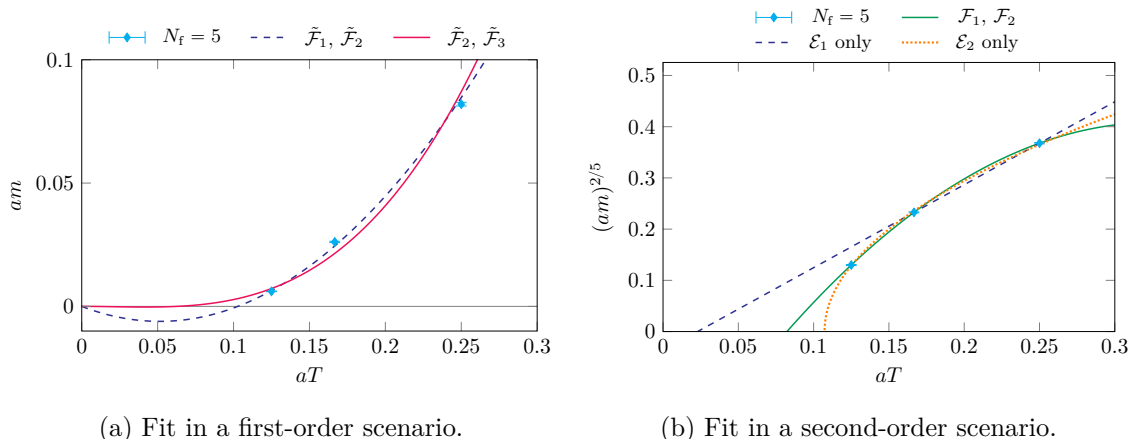 N_f = 5 F̃_1, F̃_2 F̃_2, F̃_3
0.1
0.05
0
am
0 0.05 0.1 0.15 0.2 0.25 0.3
aT
(a) Fit in a first-order scenario.
N_f = 5 F_1, F_2
E_1 only E_2 only
0.5
0.4
0.3
0.2
0.1
0
(am)^{2/5}
0 0.05 0.1 0.15 0.2 0.25 0.3
aT
(b) Fit in a second-order scenario.